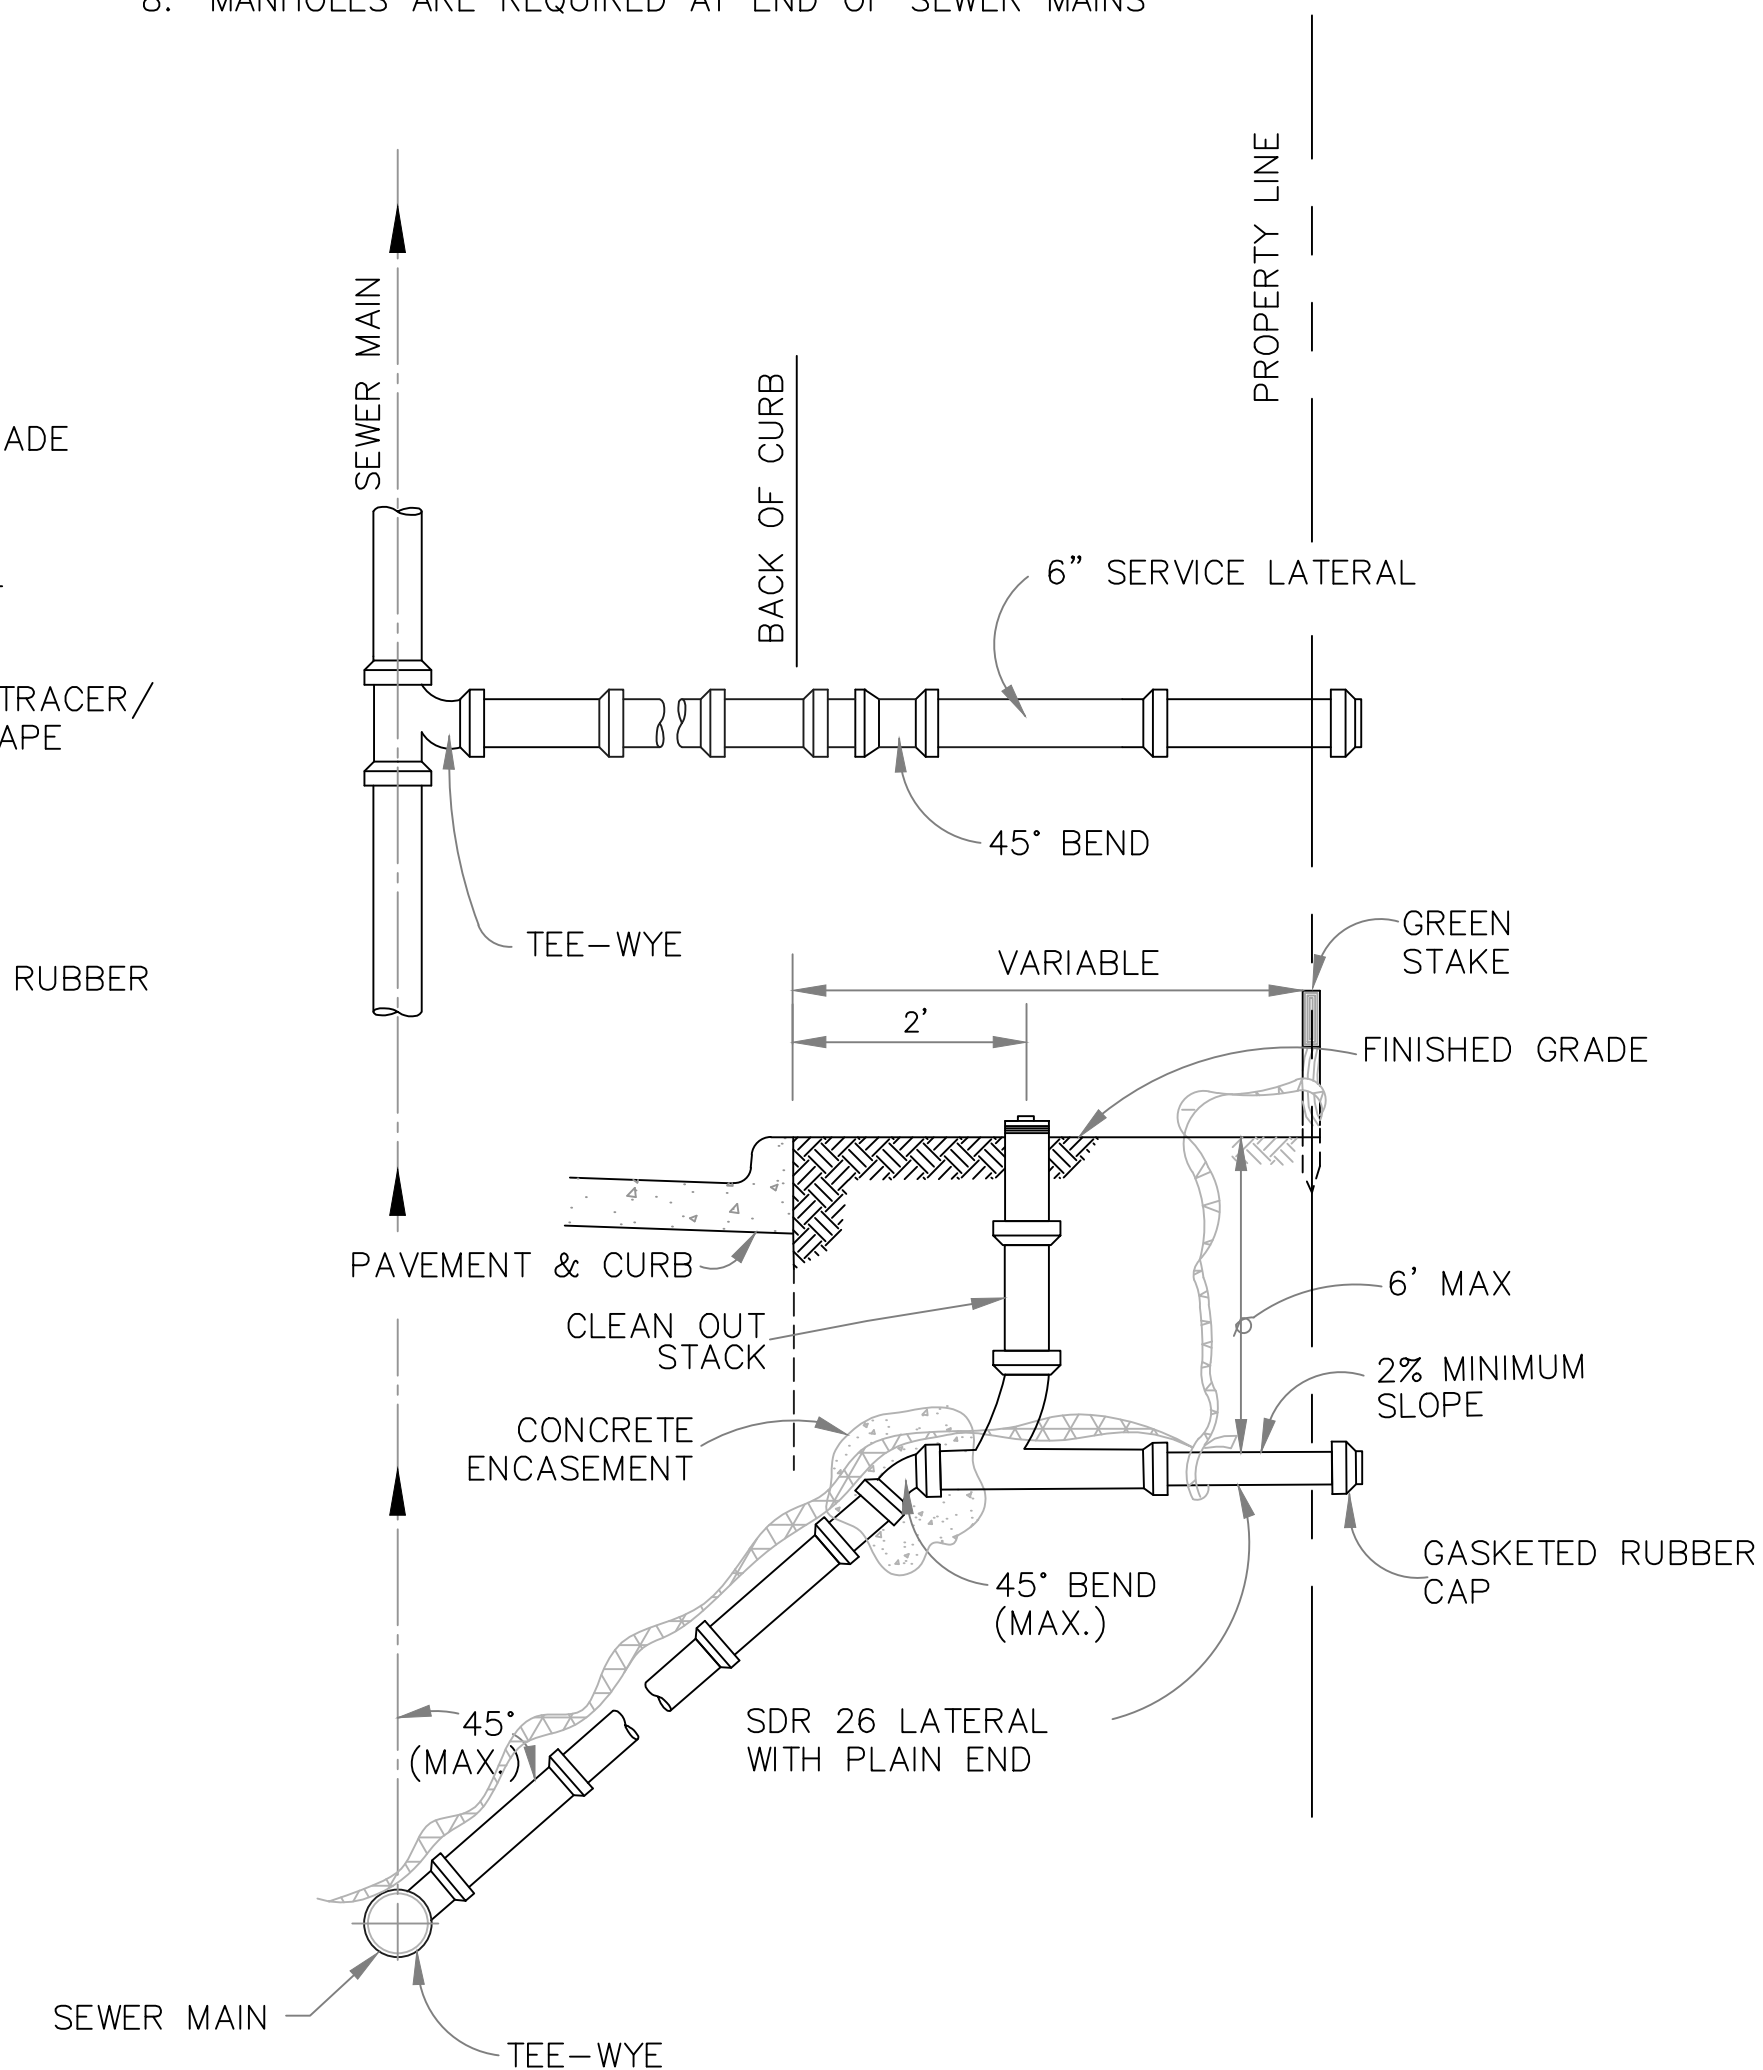 8. MANHOLES ARE REQUIRED AT END OF SEWER MAINS
PROPERTY LINE
SEWER MAIN
BACK OF CURB
ADE
6” SERVICE LATERAL
TRACER/
APE
45° BEND
TEE-WYE
RUBBER
GREEN
STAKE
VARIABLE
2’
FINISHED GRADE
PAVEMENT & CURB
6’ MAX
CLEAN OUT
STACK
2% MINIMUM
SLOPE
CONCRETE
ENCASEMENT
GASKETED RUBBER
CAP
45° BEND
(MAX.)
SDR 26 LATERAL
WITH PLAIN END
45°
(MAX.)
SEWER MAIN
TEE-WYE